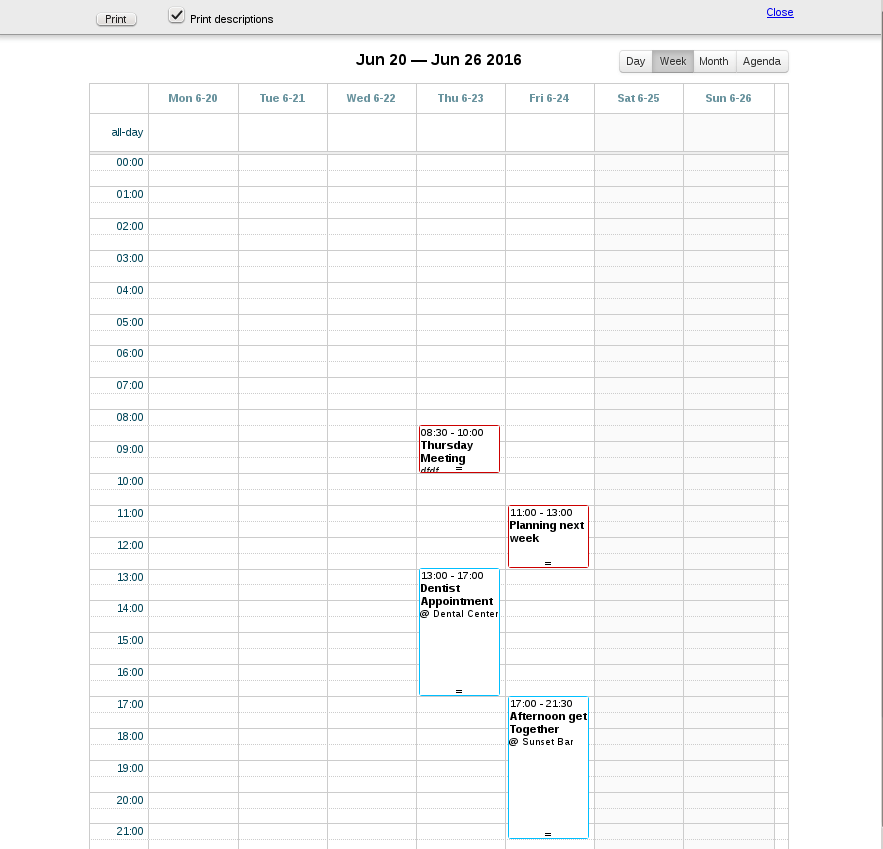 Print
Print descriptions
Close
Jun 20 — Jun 26 2016
Day Week Month Agenda
Mon 6-20 Tue 6-21 Wed 6-22 Thu 6-23 Fri 6-24 Sat 6-25 Sun 6-26
all-day
00:00
01:00
02:00
03:00
04:00
05:00
06:00
07:00
08:00
08:30 - 10:00
Thursday
Meeting
dfdf
09:00
10:00
11:00
11:00 - 13:00
Planning next
week
12:00
13:00
13:00 - 17:00
Dentist
Appointment
@ Dental Center
14:00
15:00
16:00
17:00
17:00 - 21:30
Afternoon get
Together
@ Sunset Bar
18:00
19:00
20:00
21:00